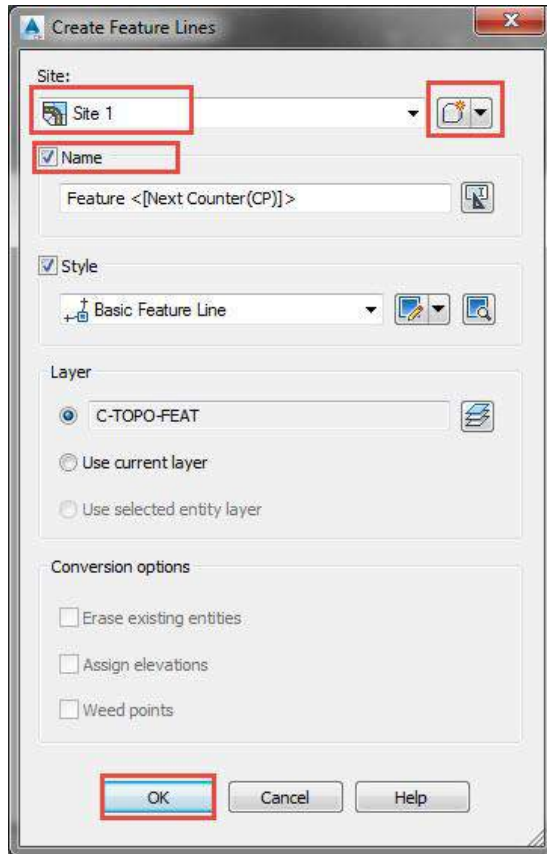 Create Feature Lines
Site:
Site 1
Name
Feature <[Next Counter(CP)]>
Style
Basic Feature Line
Layer
C-TOPO-FEAT
Use current layer
Use selected entity layer
Conversion options
Erase existing entities
Assign elevations
Weed points
OK
Cancel
Help